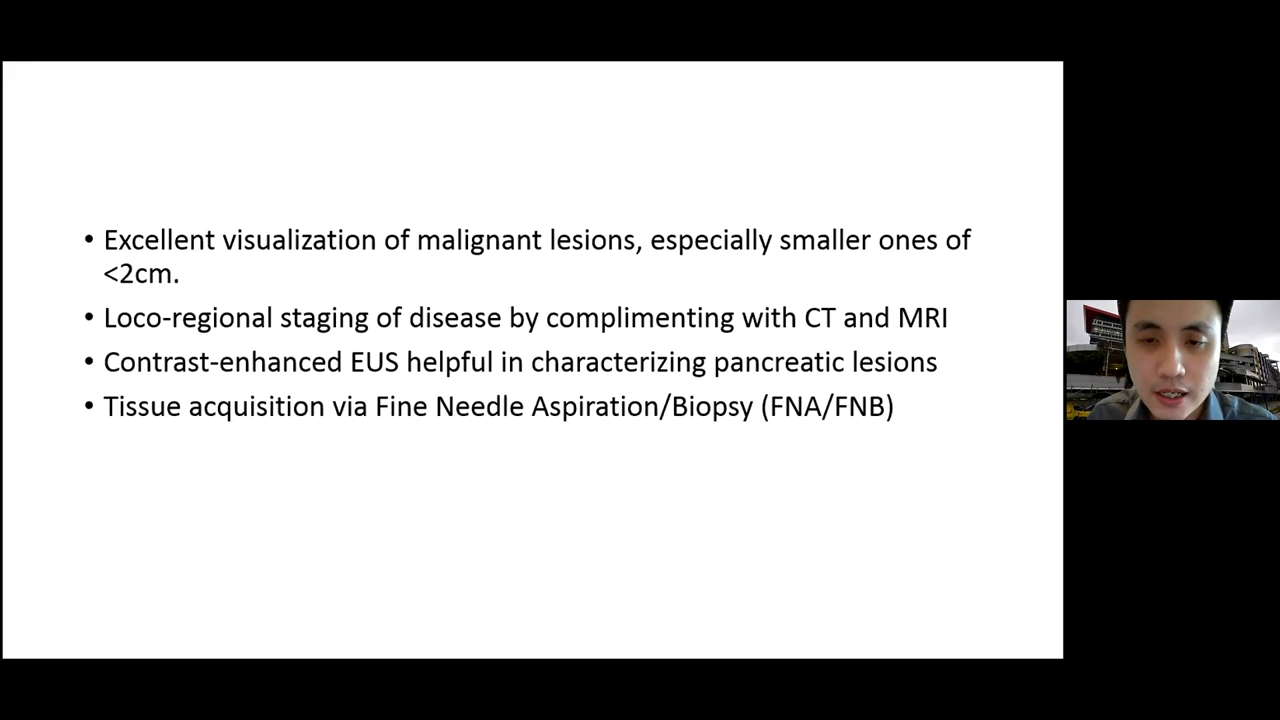 • Excellent visualization of malignant lesions, especially smaller ones of
<2cm.
• Loco-regional staging of disease by complimenting with CT and MRI
• Contrast-enhanced EUS helpful in characterizing pancreatic lesions
• Tissue acquisition via Fine Needle Aspiration/Biopsy (FNA/FNB)